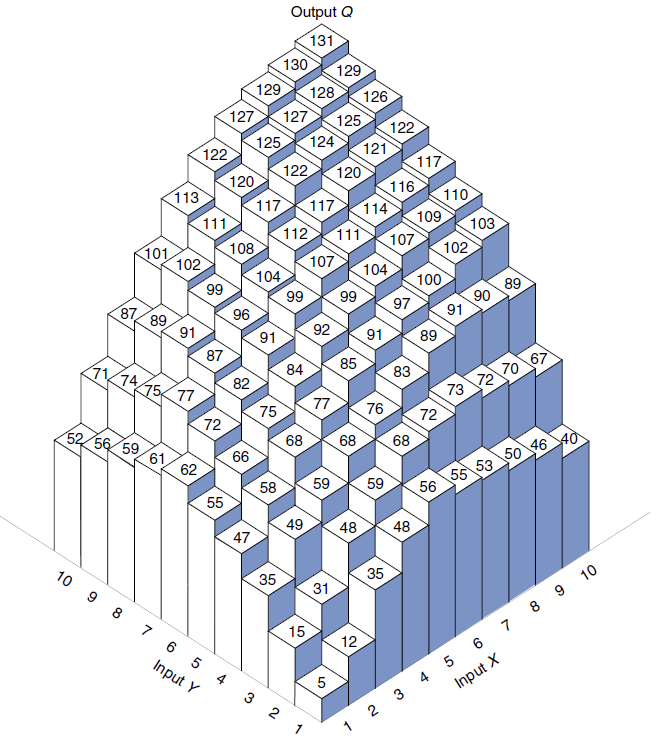 Output Q
131
130 129
129 128 126
127 127 125 122
122 125 124 121 117
113 120 122 120 116 110
101 111 117 117 114 109 103
87 102 108 112 111 107 102 89
71 89 99 104 107 104 100 90 67
52 74 91 96 99 99 97 91 70 40
56 75 87 91 92 91 89 72 46
59 77 82 84 85 83 73 50
61 72 75 77 76 72 53
62 66 68 68 68 55
55 58 59 59 56
47 49 48 48
35 31 35
15 12
5
10 9 8 7 6 5 4 3 2 1
Input Y
1 2 3 4 5 6 7 8 9 10
Input X